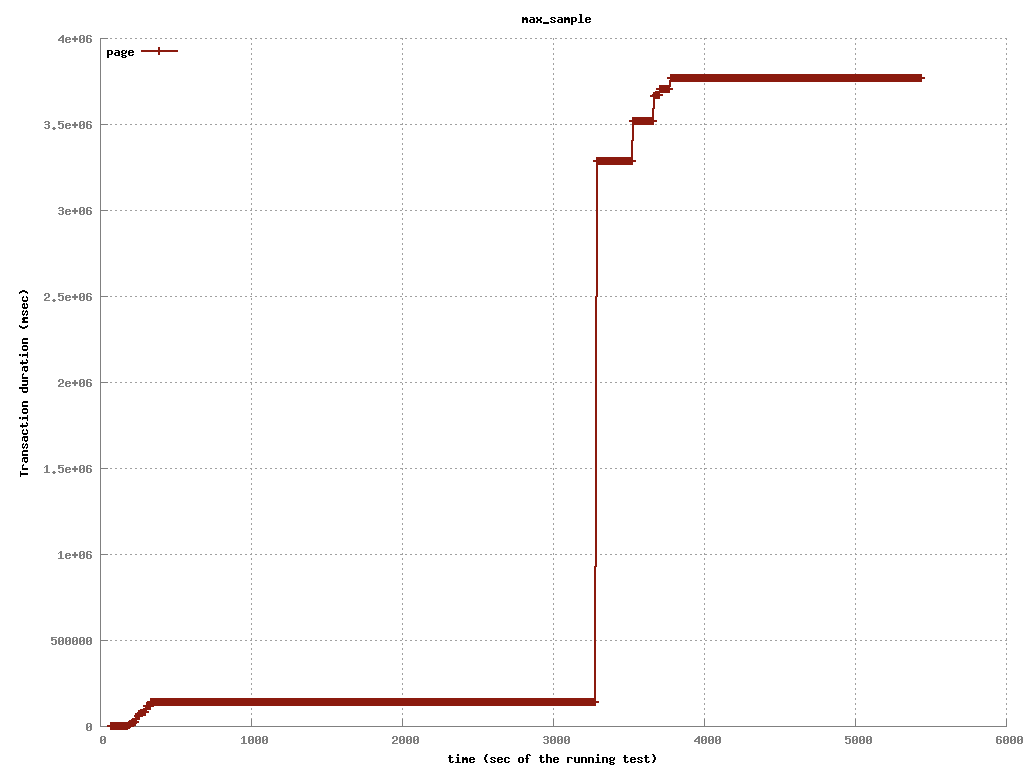 max_sample
page
4e+06
3.5e+06
3e+06
2.5e+06
2e+06
1.5e+06
1e+06
500000
0
Transaction duration (msec)
0 1000 2000 3000 4000 5000 6000
time (sec of the running test)